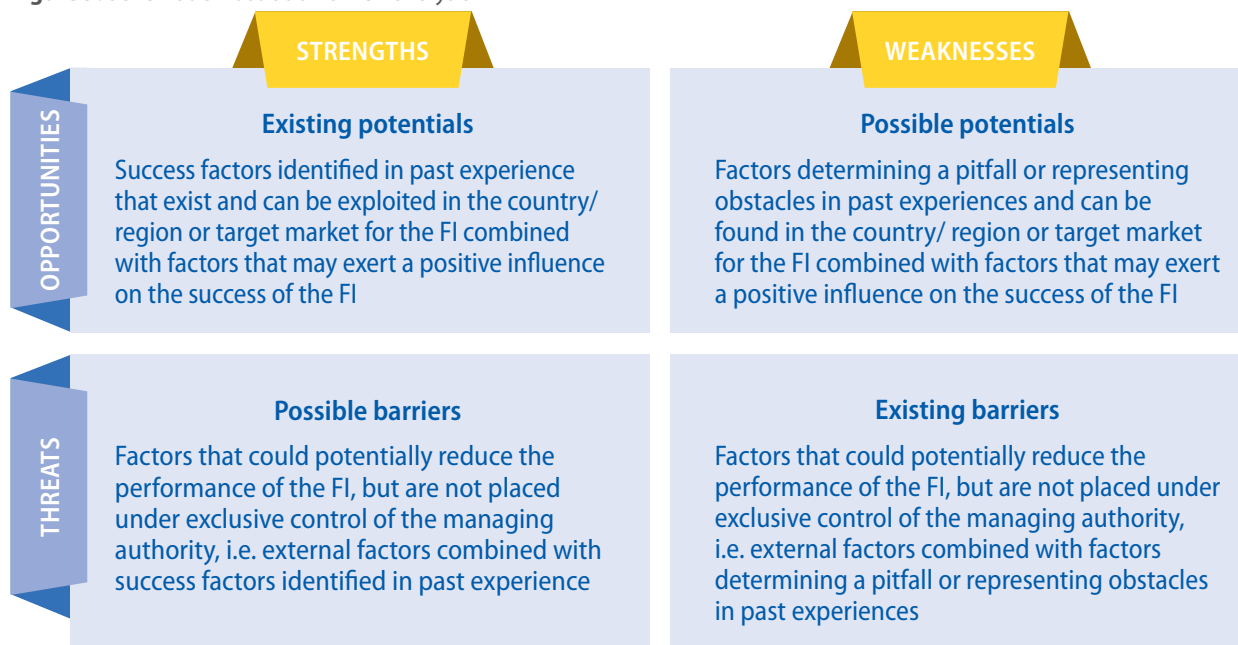 STRENGTHS
WEAKNESSES
OPPORTUNITIES
Existing potentials
Success factors identified in past experience
that exist and can be exploited in the country/
region or target market for the FI combined
with factors that may exert a positive influence
on the success of the FI
Possible potentials
Factors determining a pitfall or representing
obstacles in past experiences and can be
found in the country/ region or target market
for the FI combined with factors that may exert
a positive influence on the success of the FI
THREATS
Possible barriers
Factors that could potentially reduce the
performance of the FI, but are not placed
under exclusive control of the managing
authority, i.e. external factors combined with
success factors identified in past experience
Existing barriers
Factors that could potentially reduce the
performance of the FI, but are not placed under
exclusive control of the managing authority,
i.e. external factors combined with factors
determining a pitfall or representing obstacles
in past experiences